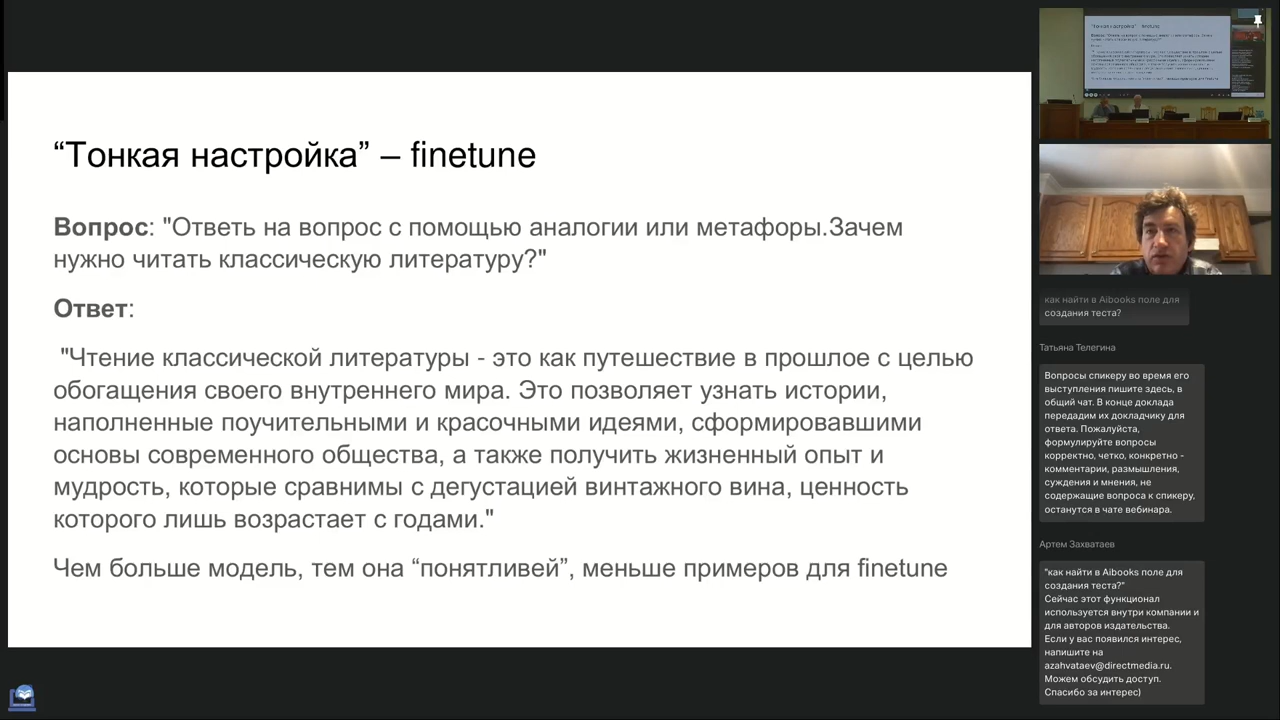 “Тонкая настройка” – finetune
Вопрос: "Ответь на вопрос с помощью аналогии или метафоры.Зачем
нужно читать классическую литературу?"
Ответ:
"Чтение классической литературы - это как путешествие в прошлое с целью
обогащения своего внутреннего мира. Это позволяет узнать истории,
наполненные поучительными и красочными идеями, сформировавшими
основы современного общества, а также получить жизненный опыт и
мудрость, которые сравнимы с дегустацией винтажного вина, ценность
которого лишь возрастает с годами."
Чем больше модель, тем она “понятливей”, меньше примеров для finetune
как найти в Aibooks поле для
создания теста?
Татьяна Телегина
Вопросы спикеру во время его
выступления пишите здесь, в
общий чат. В конце доклада
передадим их докладчику для
ответа. Пожалуйста,
формулируйте вопросы
корректно, четко, конкретно -
комментарии, размышления,
суждения и мнения, не
содержащие вопроса к спикеру,
останутся в чате вебинара.
Артем Захватаев
"как найти в Aibooks поле для
создания теста?"
Сейчас этот функционал
используется внутри компании и
для авторов издательства.
Если у вас появился интерес,
напишите на
azahvataev@directmedia.ru.
Можем обсудить доступ.
Спасибо за интерес)